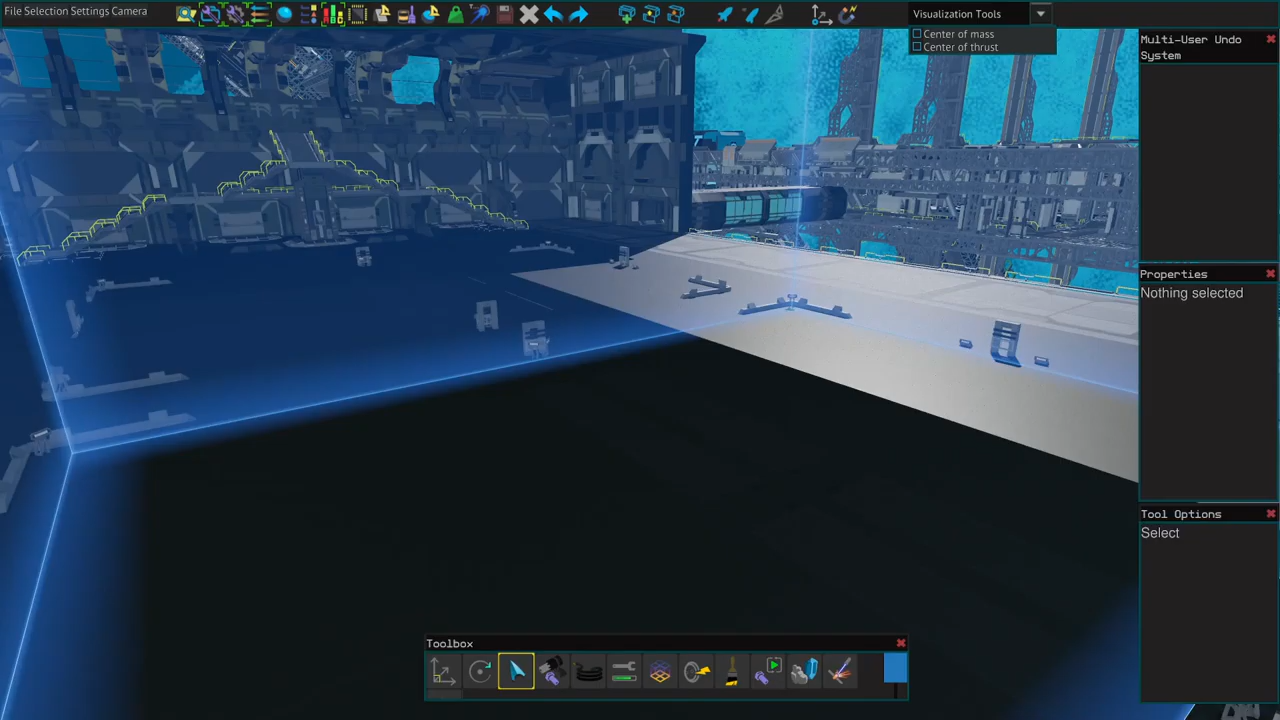 File Selection Settings Camera
Visualization Tools
Center of mass
Center of thrust
Multi-User Undo
System
Properties
Nothing selected
Tool Options
Select
Toolbox